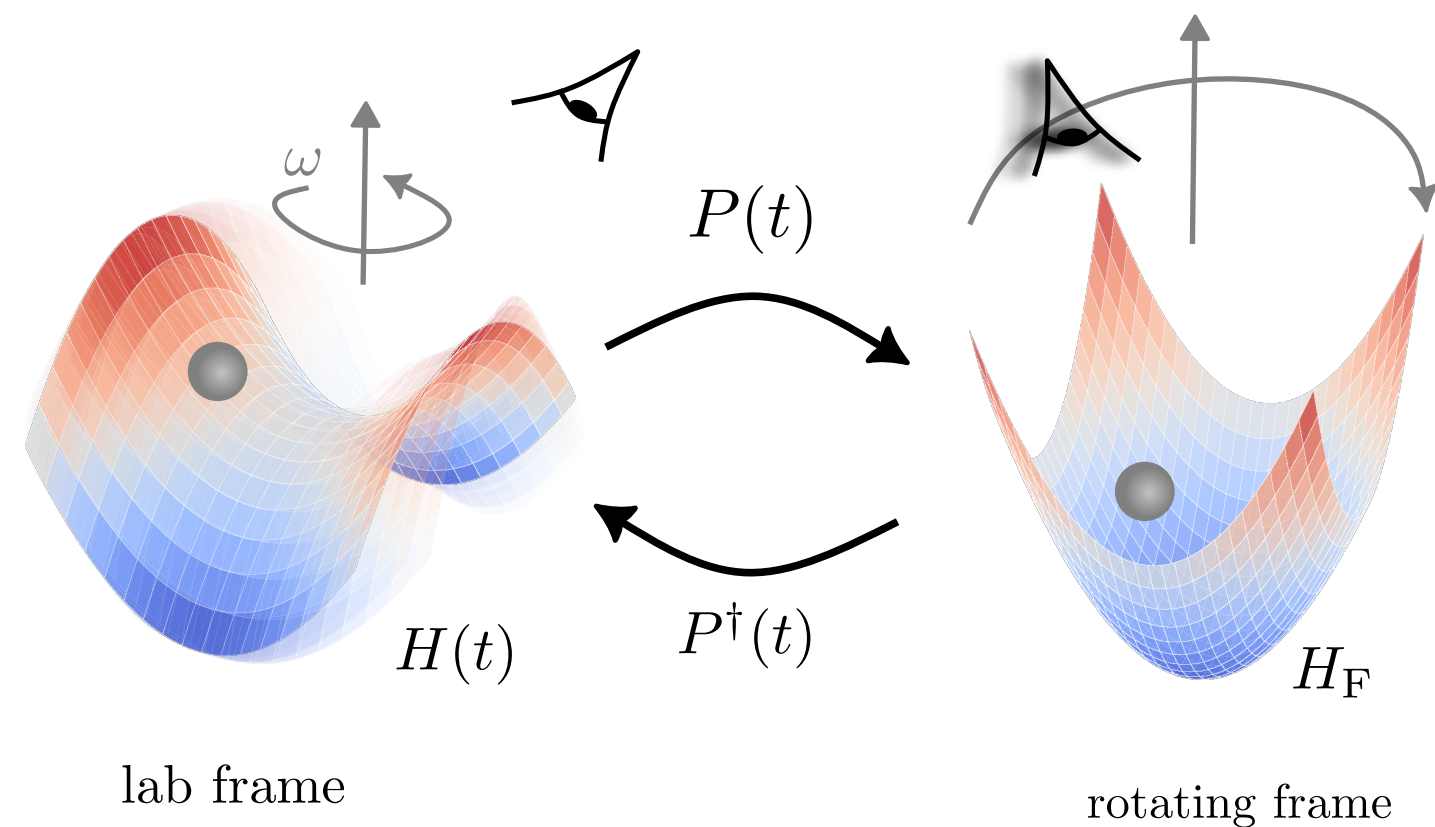 ω
P(t)
P†(t)
H(t)
H_F
lab frame
rotating frame